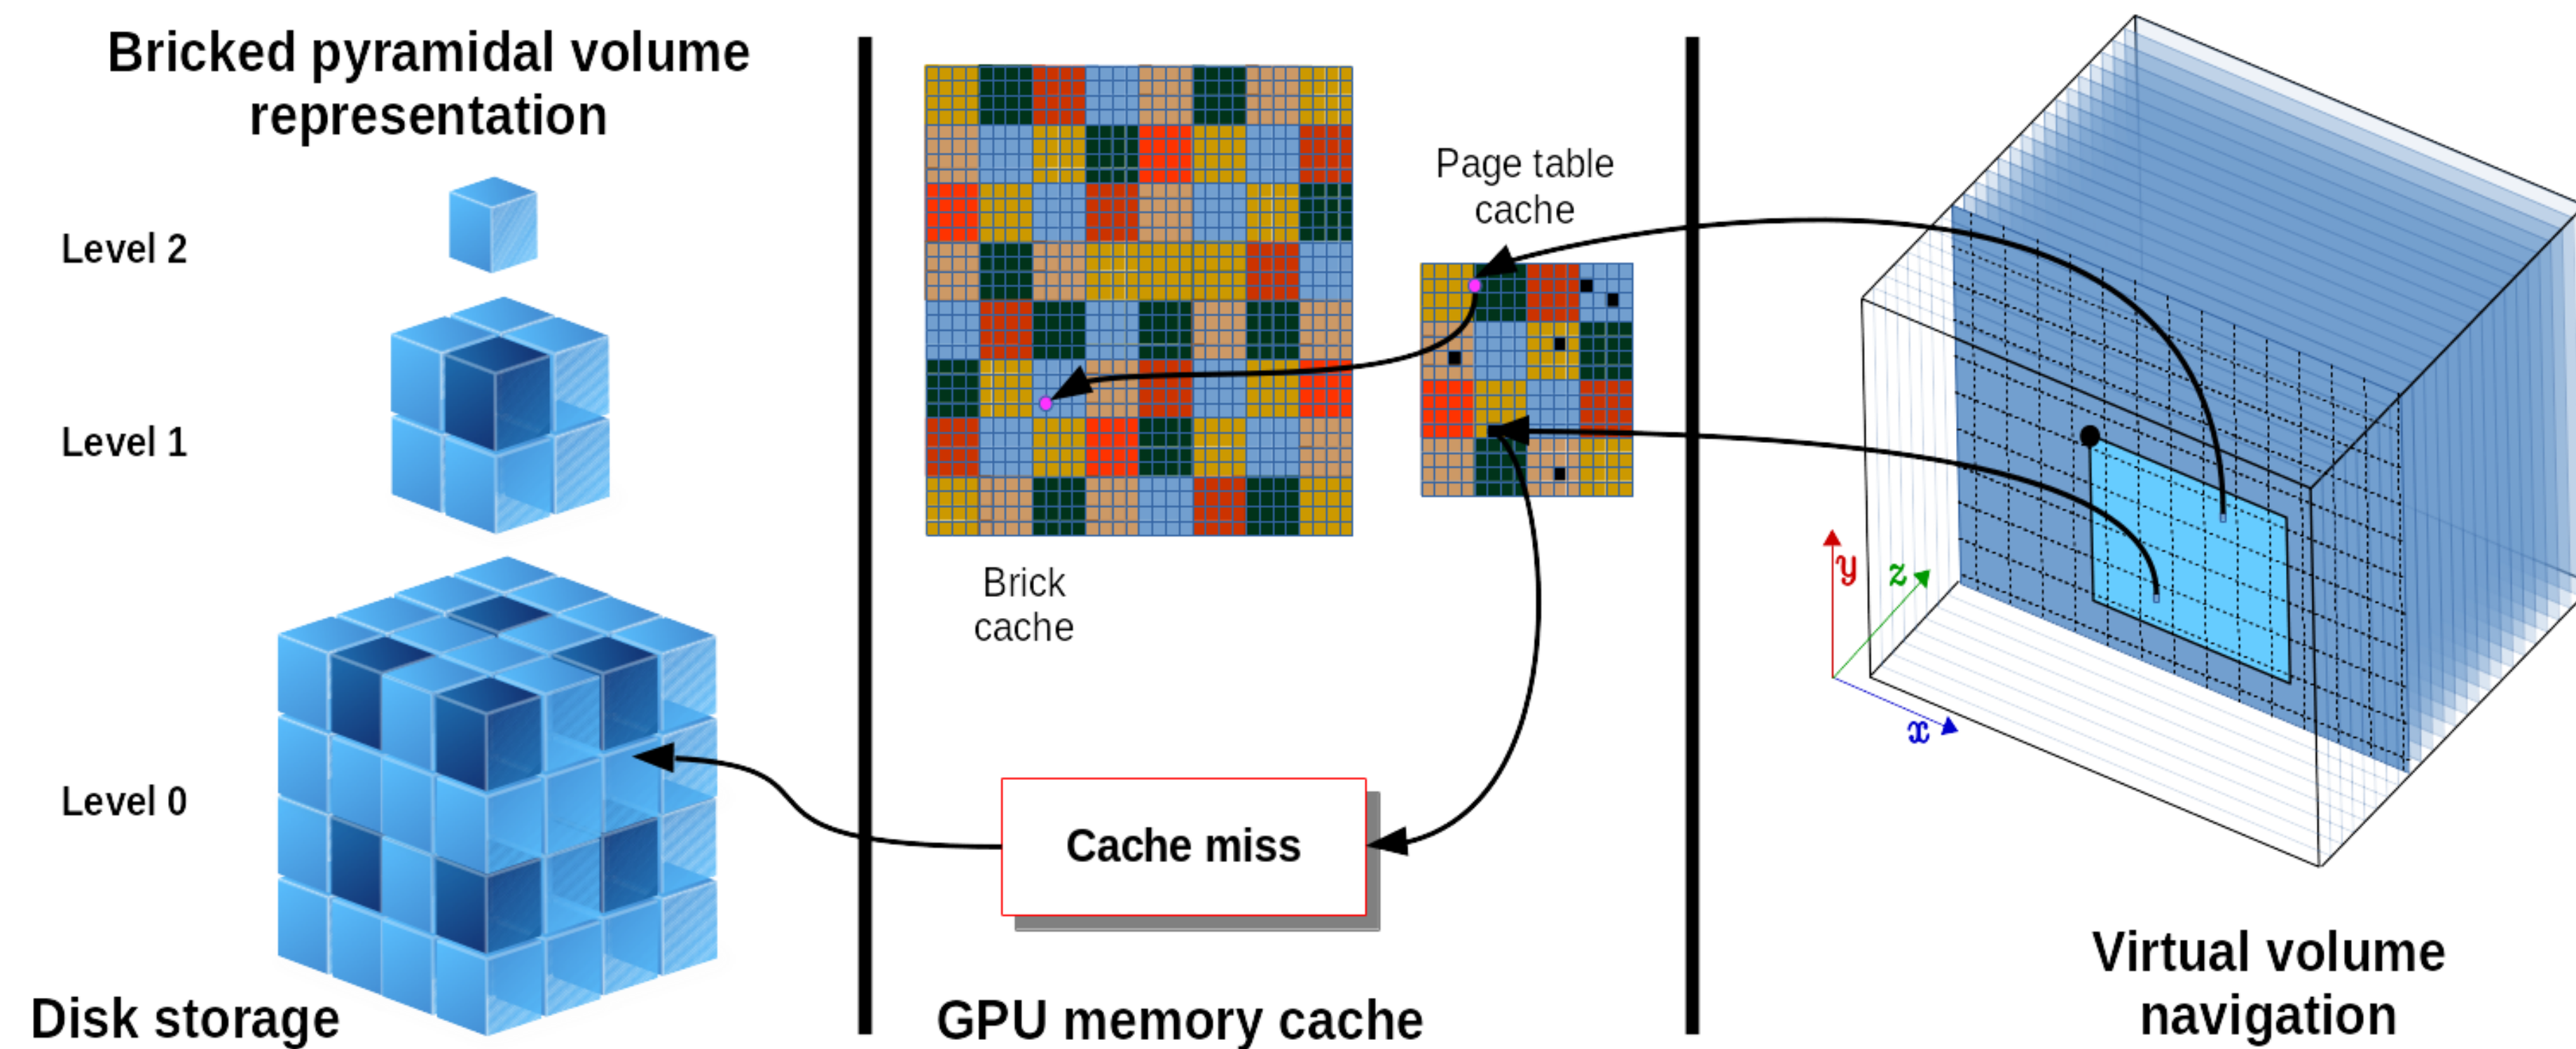 Bricked pyramidal volume
representation
Level 2
Level 1
Level 0
Disk storage
Page table
cache
Brick
cache
Cache miss
GPU memory cache
y
z
x
Virtual volume
navigation